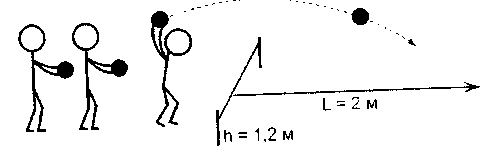 L = 2 м
h = 1,2 м